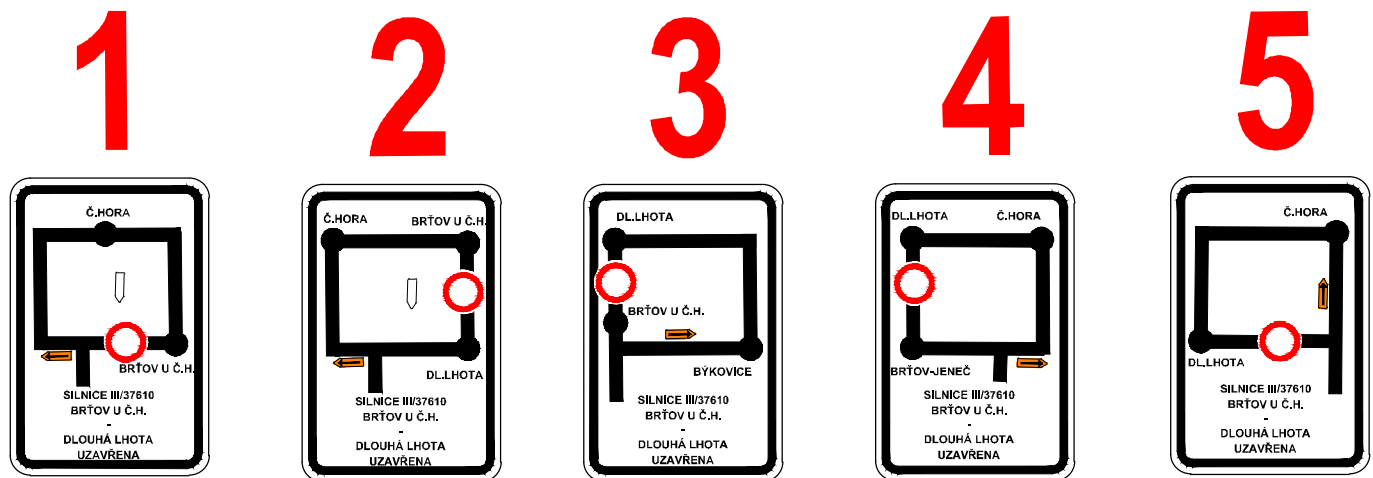 1
2
3
4
5
Č.HORA
BRŤOV U Č.H.
SILNICE III/37610
BRŤOV U Č.H.
-
DLOUHÁ LHOTA
UZAVŘENA
Č.HORA
BRŤOV U Č.H.
DL.LHOTA
SILNICE III/37610
BRŤOV U Č.H.
-
DLOUHÁ LHOTA
UZAVŘENA
DL.LHOTA
BRŤOV U Č.H.
BÝKOVICE
SILNICE III/37610
BRŤOV U Č.H.
-
DLOUHÁ LHOTA
UZAVŘENA
DL.LHOTA
Č.HORA
BRŤOV-JENEČ
SILNICE III/37610
BRŤOV U Č.H.
-
DLOUHÁ LHOTA
UZAVŘENA
Č.HORA
DL.LHOTA
SILNICE III/37610
BRŤOV U Č.H.
-
DLOUHÁ LHOTA
UZAVŘENA